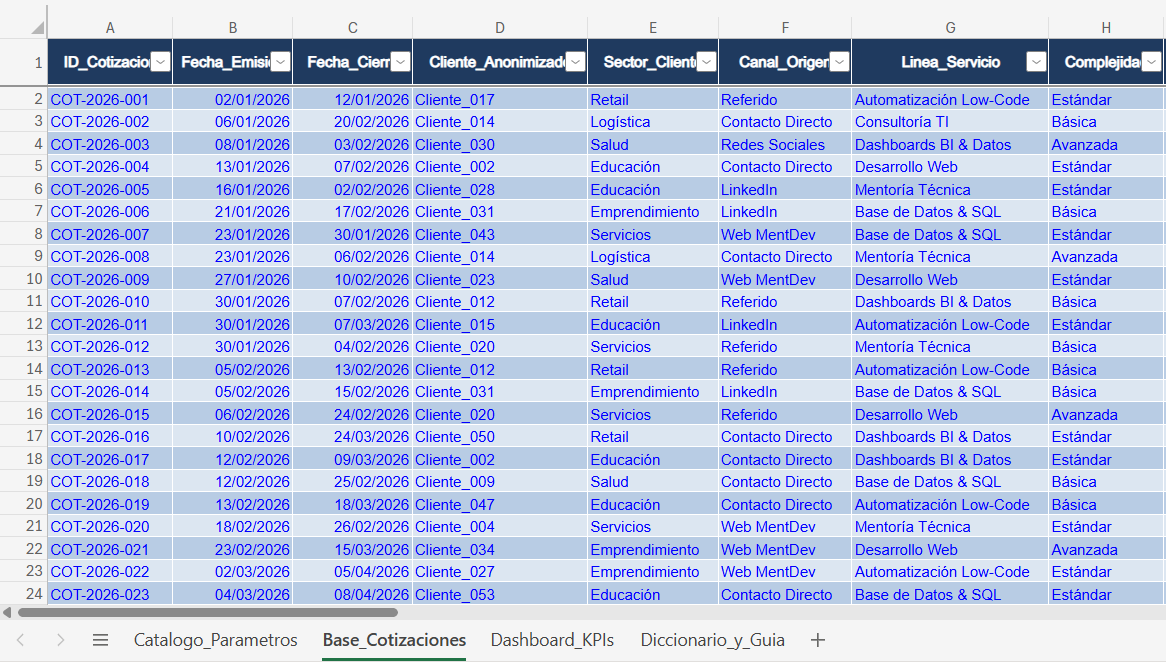 A B C D E F G H
1 ID_Cotizacio Fecha_Emisi Fecha_Cierr Cliente_Anonimizad Sector_Client Canal_Origen Linea_Servicio Complejida
2 COT-2026-001 02/01/2026 12/01/2026 Cliente_017 Retail Referido Automatización Low-Code Estándar
3 COT-2026-002 06/01/2026 20/02/2026 Cliente_014 Logística Contacto Directo Consultoría TI Básica
4 COT-2026-003 08/01/2026 03/02/2026 Cliente_030 Salud Redes Sociales Dashboards BI & Datos Avanzada
5 COT-2026-004 13/01/2026 07/02/2026 Cliente_002 Educación Contacto Directo Desarrollo Web Estándar
6 COT-2026-005 16/01/2026 02/02/2026 Cliente_028 Educación LinkedIn Mentoría Técnica Estándar
7 COT-2026-006 21/01/2026 17/02/2026 Cliente_031 Emprendimiento LinkedIn Base de Datos & SQL Básica
8 COT-2026-007 23/01/2026 30/01/2026 Cliente_043 Servicios Web MentDev Base de Datos & SQL Estándar
9 COT-2026-008 23/01/2026 06/02/2026 Cliente_014 Logística Contacto Directo Mentoría Técnica Avanzada
10 COT-2026-009 27/01/2026 10/02/2026 Cliente_023 Salud Web MentDev Desarrollo Web Estándar
11 COT-2026-010 30/01/2026 07/02/2026 Cliente_012 Retail Referido Dashboards BI & Datos Básica
12 COT-2026-011 30/01/2026 07/03/2026 Cliente_015 Educación LinkedIn Automatización Low-Code Estándar
13 COT-2026-012 30/01/2026 04/02/2026 Cliente_020 Servicios Referido Mentoría Técnica Básica
14 COT-2026-013 05/02/2026 13/02/2026 Cliente_012 Retail Referido Automatización Low-Code Básica
15 COT-2026-014 05/02/2026 15/02/2026 Cliente_031 Emprendimiento LinkedIn Base de Datos & SQL Básica
16 COT-2026-015 06/02/2026 24/02/2026 Cliente_020 Servicios Referido Desarrollo Web Avanzada
17 COT-2026-016 10/02/2026 24/03/2026 Cliente_050 Retail Contacto Directo Dashboards BI & Datos Estándar
18 COT-2026-017 12/02/2026 09/03/2026 Cliente_002 Educación Contacto Directo Dashboards BI & Datos Estándar
19 COT-2026-018 12/02/2026 25/02/2026 Cliente_009 Salud Contacto Directo Base de Datos & SQL Básica
20 COT-2026-019 13/02/2026 18/03/2026 Cliente_047 Educación Contacto Directo Automatización Low-Code Básica
21 COT-2026-020 18/02/2026 26/02/2026 Cliente_004 Servicios Web MentDev Mentoría Técnica Estándar
22 COT-2026-021 23/02/2026 15/03/2026 Cliente_034 Emprendimiento Web MentDev Desarrollo Web Avanzada
23 COT-2026-022 02/03/2026 05/04/2026 Cliente_027 Emprendimiento Web MentDev Automatización Low-Code Estándar
24 COT-2026-023 04/03/2026 08/04/2026 Cliente_053 Educación Contacto Directo Base de Datos & SQL Estándar
Catalogo_Parametros Base_Cotizaciones Dashboard_KPIs Diccionario_y_Guia +